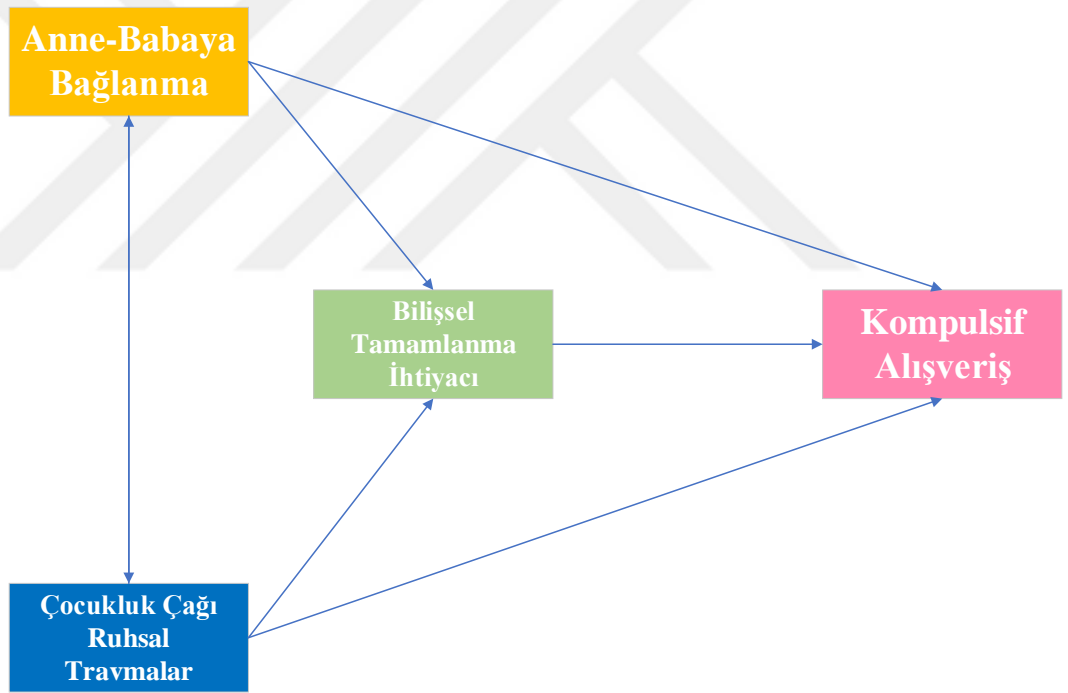 Anne-Babaya
Bağlanma
Bilişsel
Tamamlanma
İhtiyacı
Kompulsif
Alışveriş
Çocukluk Çağı
Ruhsal
Travmalar